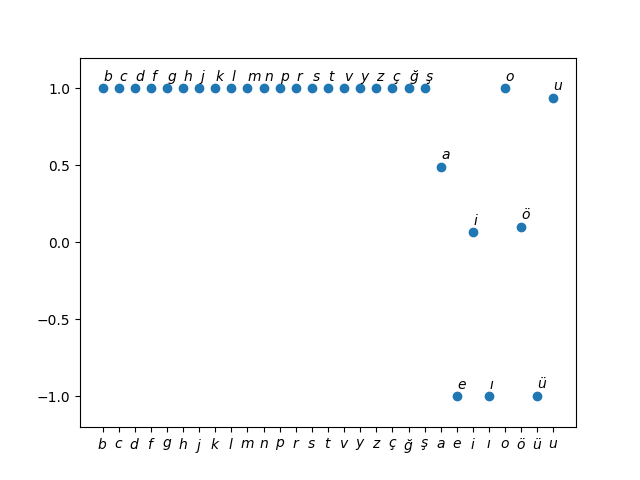 b c d f g h j k l m n p r s t v y z ç ğ ş o
u
1.0
a
0.5
i ö
0.0
−0.5
e ı ü
−1.0
b c d f g h j k l m n p r s t v y z ç ğ ş a e i ı o ö ü u